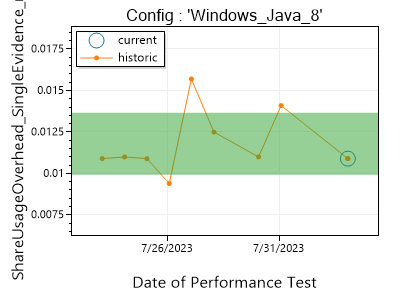 Config : 'Windows_Java_8'
ShareUsageOverhead_SingleEvidence_
current
historic
0.0175
0.015
0.0125
0.01
0.0075
7/26/2023
7/31/2023
Date of Performance Test